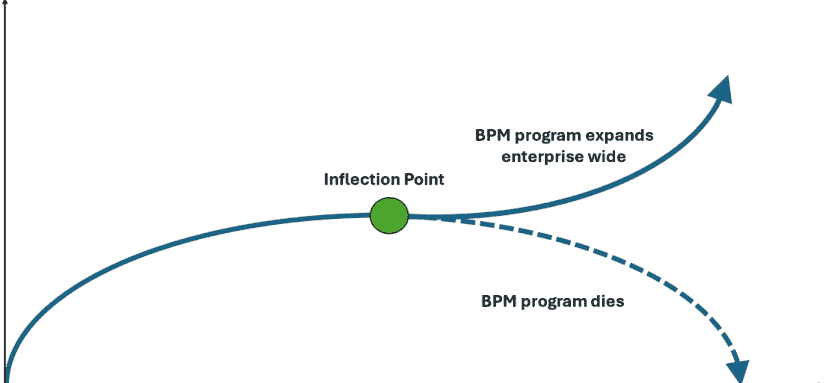 BPM program expands
enterprise wide
Inflection Point
BPM program dies